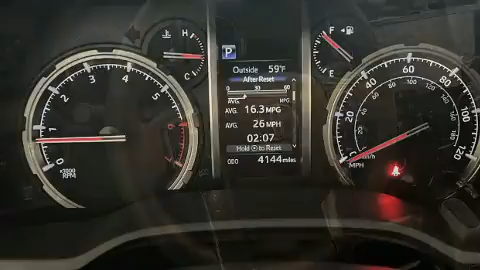 H
C
P
Outside 59°F
After Reset
0 30 60
AVG. MPG
AVG. 16.3 MPG
AVG. 26 MPH
02:07
Hold ⊙ to Reset
ODO 4144 miles
F
E
0
1
2
3
4
5
6
x1000
RPM
20
40
60
80
100
120
MPH
km/h